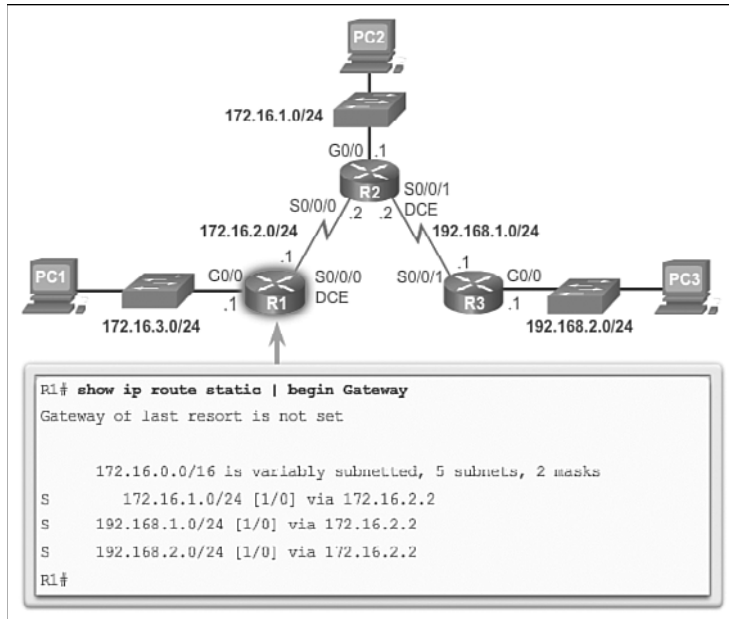 PC2
172.16.1.0/24
G0/0 .1
R2
S0/0/1
DCE
S0/0/0
.2 .2
172.16.2.0/24
192.168.1.0/24
.1
.1
PC1
G0/0
S0/0/0
DCE
S0/0/1
G0/0
PC3
.1
R1
R3
.1
172.16.3.0/24
192.168.2.0/24
R1# show ip route static | begin Gateway
Gateway of last resort is not set
172.16.0.0/16 is variably subnetted, 5 subnets, 2 masks
S 172.16.1.0/24 [1/0] via 172.16.2.2
S 192.168.1.0/24 [1/0] via 172.16.2.2
S 192.168.2.0/24 [1/0] via 172.16.2.2
R1#